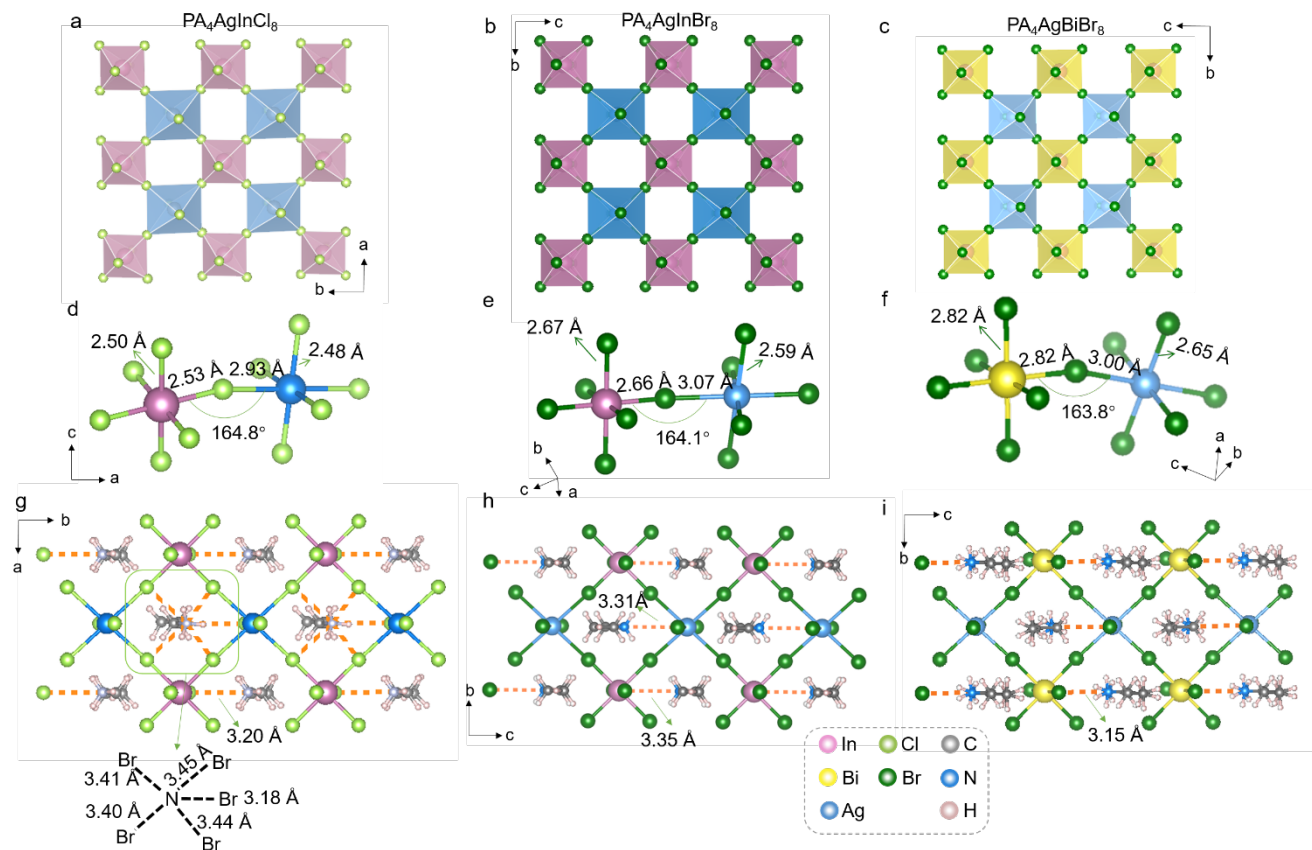 a
PA₄AgInCl₈
b
a
b
PA₄AgInBr₈
c
b
c
PA₄AgBiBr₈
c
b
d
2.50 Å
2.53 Å
2.93 Å
2.48 Å
164.8°
c
a
e
2.67 Å
2.66 Å
3.07 Å
2.59 Å
164.1°
b
c
a
f
2.82 Å
2.82 Å
3.00 Å
2.65 Å
163.8°
a
b
c
g
b
a
3.20 Å
Br
3.41 Å
3.45 Å
Br
N
Br 3.18 Å
3.40 Å
3.44 Å
Br
Br
h
3.31Å
3.35 Å
b
c
i
c
b
3.15 Å
In Cl C
Bi Br N
Ag H